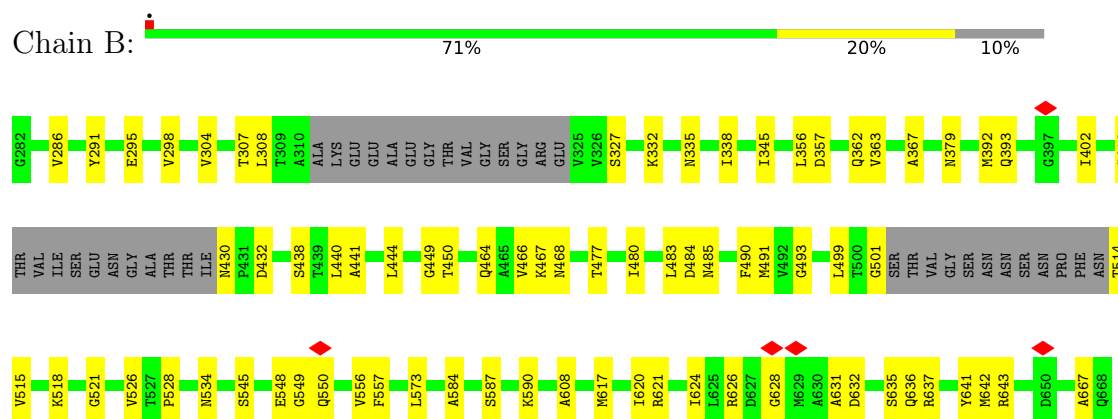 Chain B:
71% 20% 10%
G282 V286 Y291 E295 V298 V304 T307 L308 T309 A310 ALA LYS GLU GLU ALA GLU GLY THR VAL GLY SER GLY ARG GLU V325 V326 S327 K332 N335 I338 I345 L356 D357 Q362 V363 A367 N379 M392 Q393 G397 I402
THR VAL ILE SER GLU ASN GLY ALA THR THR ILE N430 P431 D432 S438 T439 L440 A441 L444 G449 T450 Q464 A465 V466 K467 N468 T477 I480 L483 D484 N485 F490 M491 V492 G493 L499 T500 G501 SER THR VAL GLY SER ASN ASN SER ASN PRO PHE ASN T514
V515 K518 G521 V526 T527 P528 N534 S545 E548 G549 Q550 V556 F557 L573 A584 S587 K590 A608 M617 I620 R621 I624 L625 R626 D627 G628 M629 A630 A631 D632 S635 Q636 R637 Y641 M642 R643 D650 A667 Q668